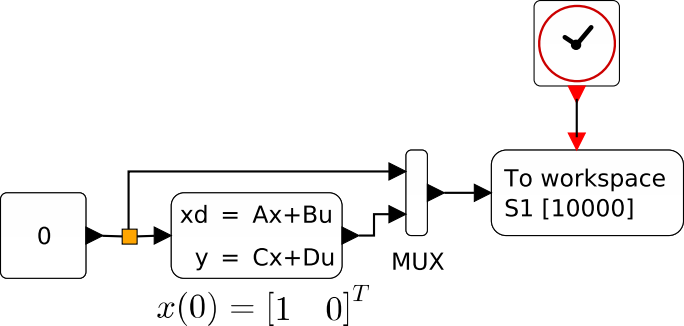 To workspace
S1 [10000]
0
xd = Ax+Bu
y = Cx+Du
MUX
x(0) = [1 0]^T